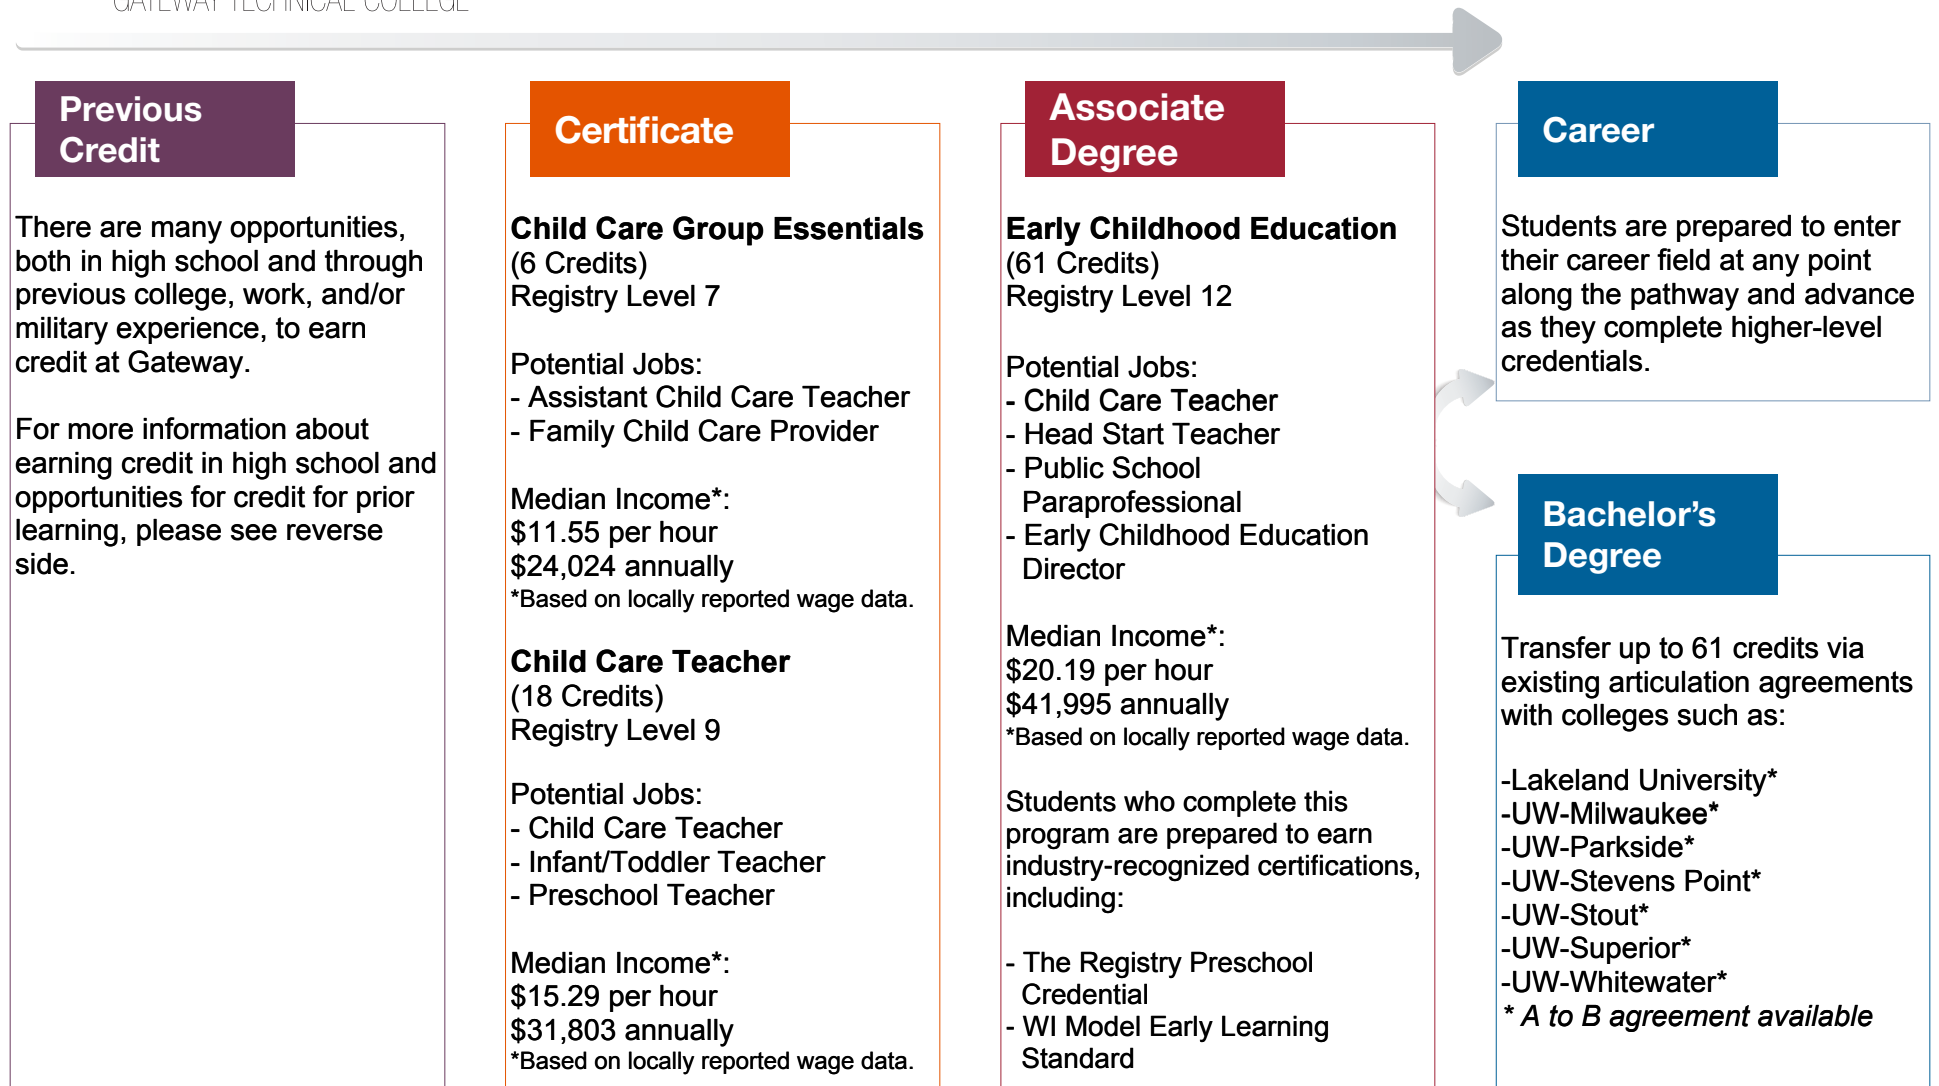 GATEWAY TECHNICAL COLLEGE
Previous
Credit
There are many opportunities,
both in high school and through
previous college, work, and/or
military experience, to earn
credit at Gateway.
For more information about
earning credit in high school and
opportunities for credit for prior
learning, please see reverse
side.
Certificate
Child Care Group Essentials
(6 Credits)
Registry Level 7
Potential Jobs:
- Assistant Child Care Teacher
- Family Child Care Provider
Median Income*:
$11.55 per hour
$24,024 annually
*Based on locally reported wage data.
Child Care Teacher
(18 Credits)
Registry Level 9
Potential Jobs:
- Child Care Teacher
- Infant/Toddler Teacher
- Preschool Teacher
Median Income*:
$15.29 per hour
$31,803 annually
*Based on locally reported wage data.
Associate
Degree
Early Childhood Education
(61 Credits)
Registry Level 12
Potential Jobs:
- Child Care Teacher
- Head Start Teacher
- Public School
Paraprofessional
- Early Childhood Education
Director
Median Income*:
$20.19 per hour
$41,995 annually
*Based on locally reported wage data.
Students who complete this
program are prepared to earn
industry-recognized certifications,
including:
- The Registry Preschool
Credential
- WI Model Early Learning
Standard
Career
Students are prepared to enter
their career field at any point
along the pathway and advance
as they complete higher-level
credentials.
Bachelor's
Degree
Transfer up to 61 credits via
existing articulation agreements
with colleges such as:
-Lakeland University*
-UW-Milwaukee*
-UW-Parkside*
-UW-Stevens Point*
-UW-Stout*
-UW-Superior*
-UW-Whitewater*
* A to B agreement available